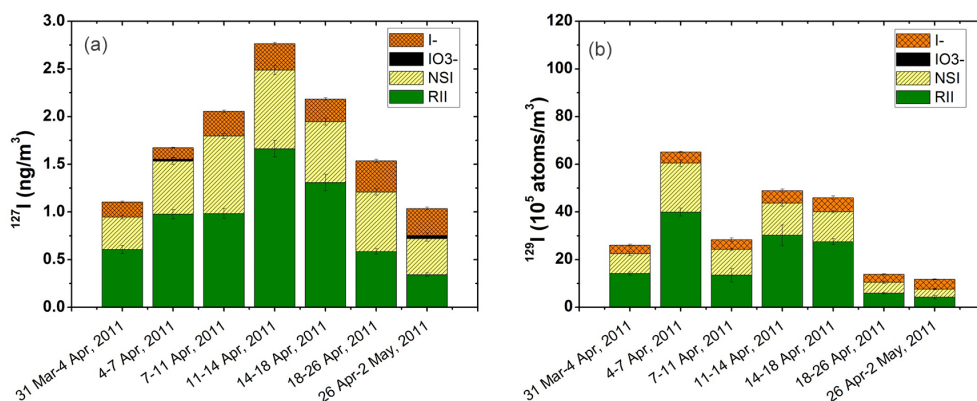 (a)
I-
IO3-
NSI
RII
3.0
2.5
2.0
1.5
1.0
0.5
0.0
127I (ng/m3)
31 Mar-4 Apr, 2011
4-7 Apr, 2011
7-11 Apr, 2011
11-14 Apr, 2011
14-18 Apr, 2011
18-26 Apr, 2011
26 Apr-2 May, 2011
(b)
I-
IO3-
NSI
RII
120
100
80
60
40
20
0
129I (10^5 atoms/m3)
31 Mar-4 Apr, 2011
4-7 Apr, 2011
7-11 Apr, 2011
11-14 Apr, 2011
14-18 Apr, 2011
18-26 Apr, 2011
26 Apr-2 May, 2011